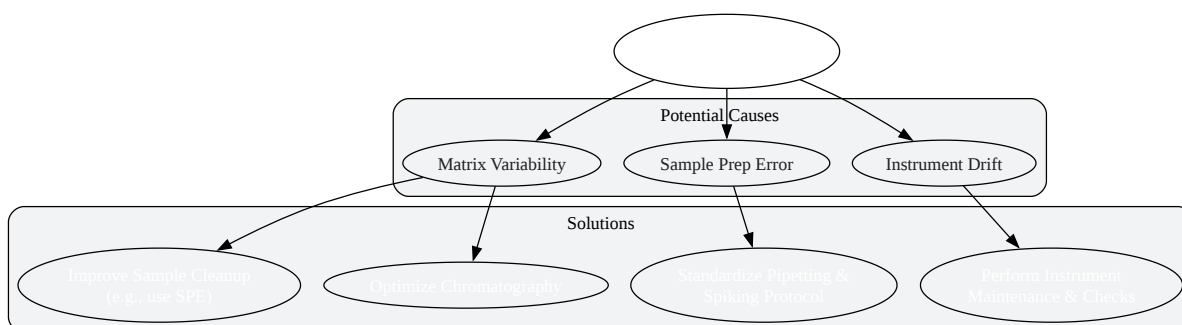 Potential Causes
Matrix Variability
Sample Prep Error
Instrument Drift
Solutions
Improve Sample Cleanup
(e.g., use SPE)
Optimize Chromatography
Standardize Pipetting &
Spiking Protocol
Perform Instrument
Maintenance & Checks